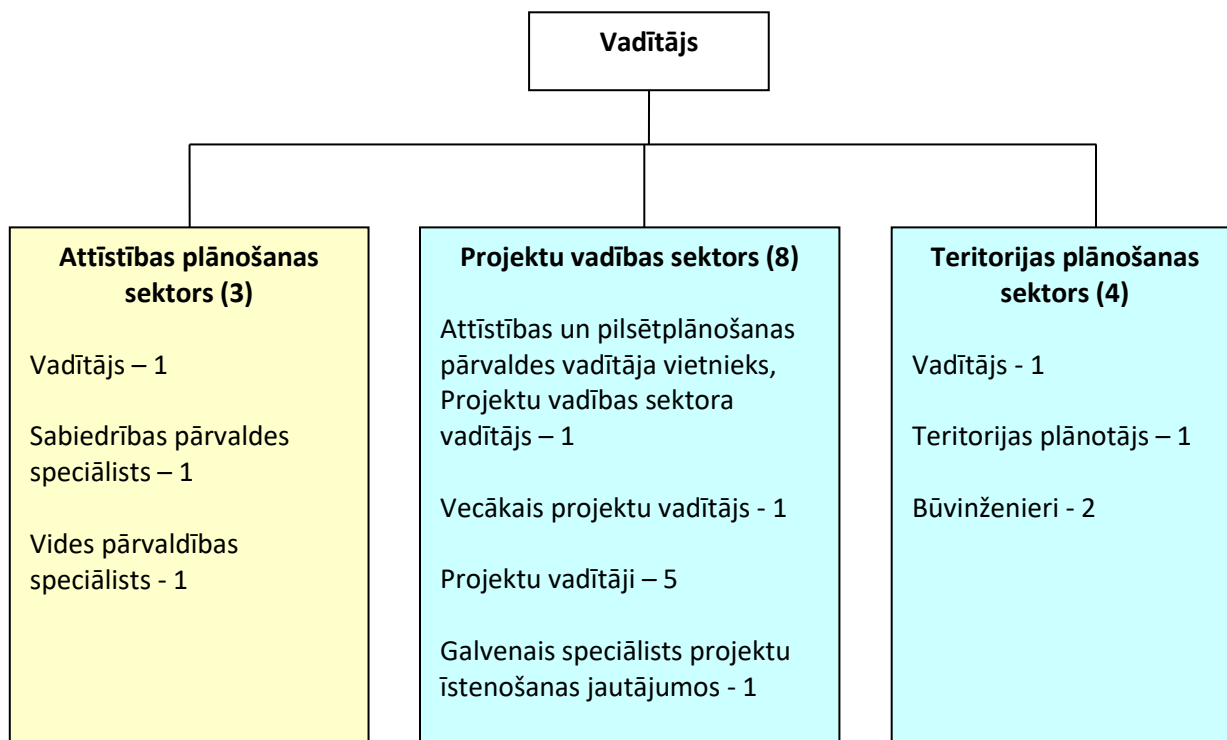 Vadītājs
Attīstības plānošanas
sektors (3)
Vadītājs – 1
Sabiedrības pārvaldes
speciālists – 1
Vides pārvaldības
speciālists - 1
Projektu vadības sektors (8)
Attīstības un pilsētplānošanas
pārvaldes vadītāja vietnieks,
Projektu vadības sektora
vadītājs – 1
Vecākais projektu vadītājs - 1
Projektu vadītāji – 5
Galvenais speciālists projektu
īstenošanas jautājumos - 1
Teritorijas plānošanas
sektors (4)
Vadītājs - 1
Teritorijas plānotājs – 1
Būvinženieri - 2